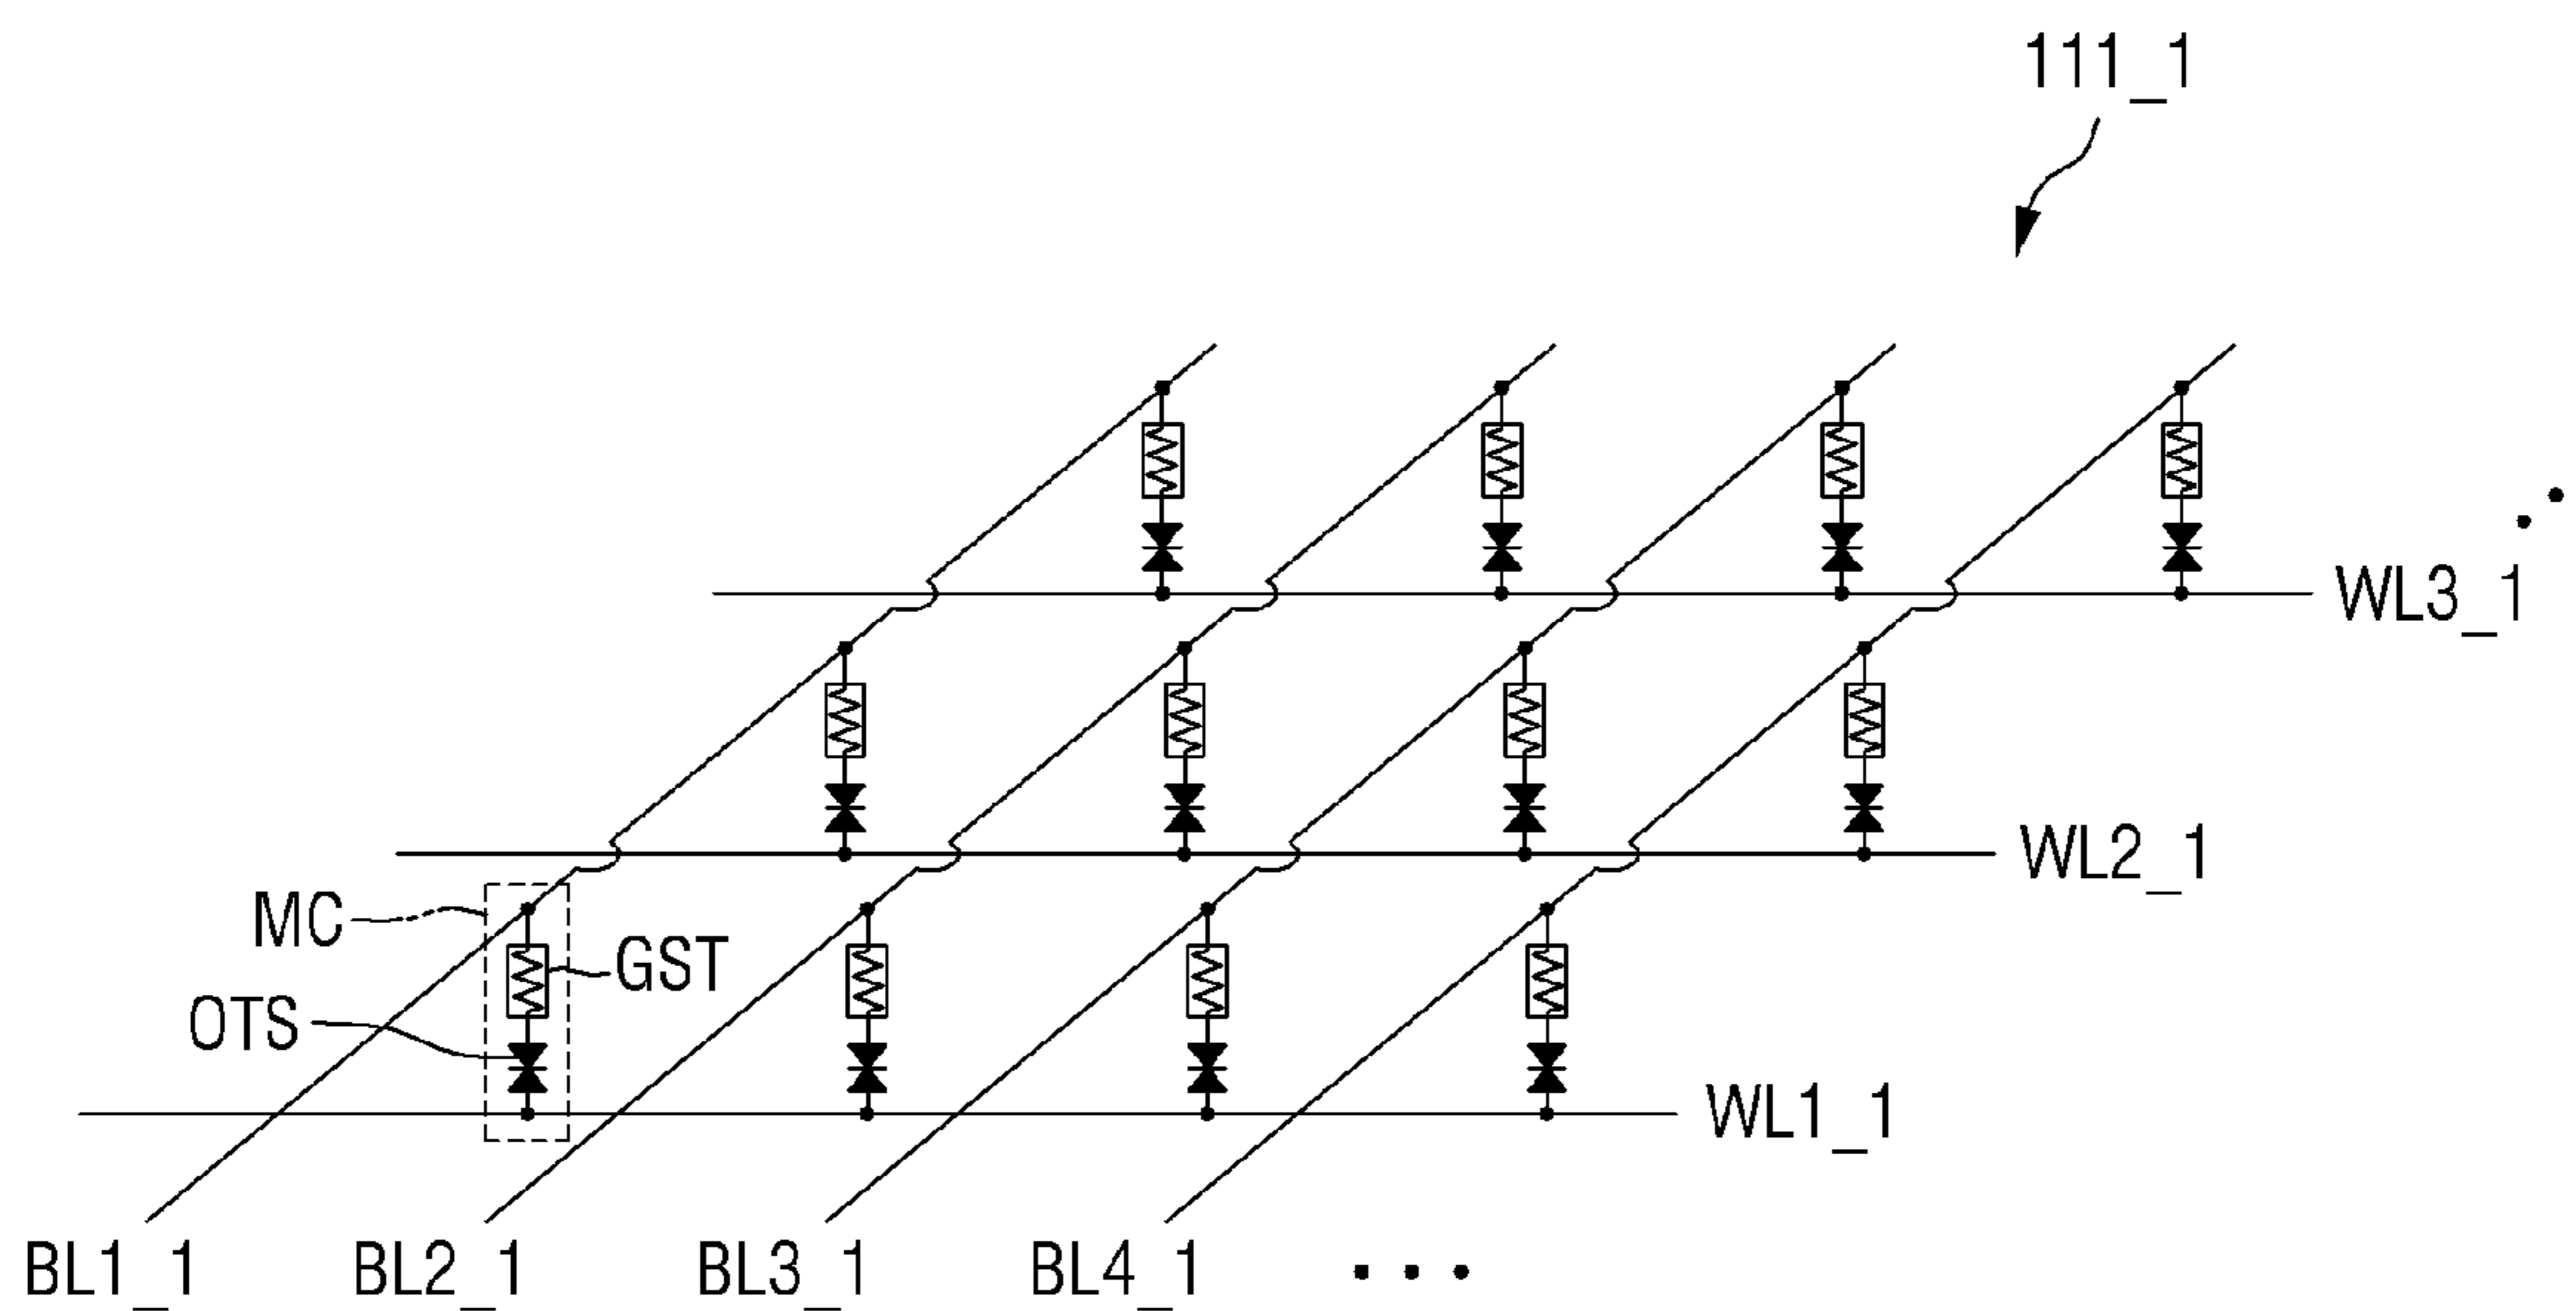 111_1
WL3_1
WL2_1
MC
GST
OTS
WL1_1
BL1_1 BL2_1 BL3_1 BL4_1 • • •